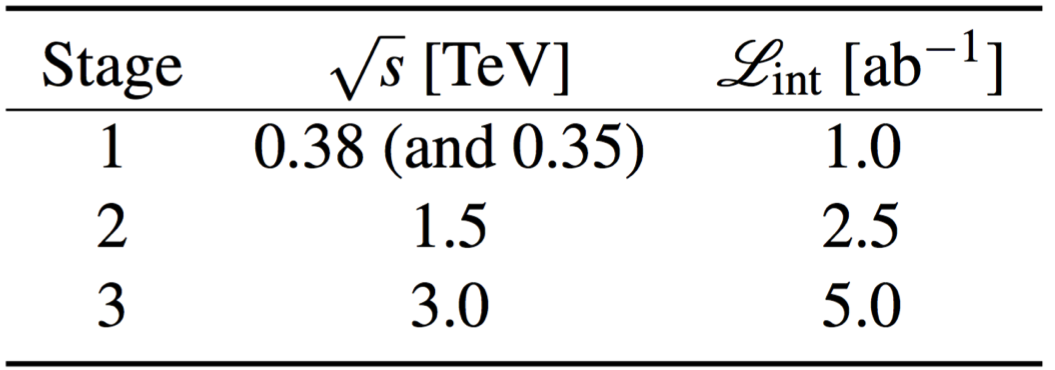 Stage √s [TeV] ℒint [ab−1]
1 0.38 (and 0.35) 1.0
2 1.5 2.5
3 3.0 5.0